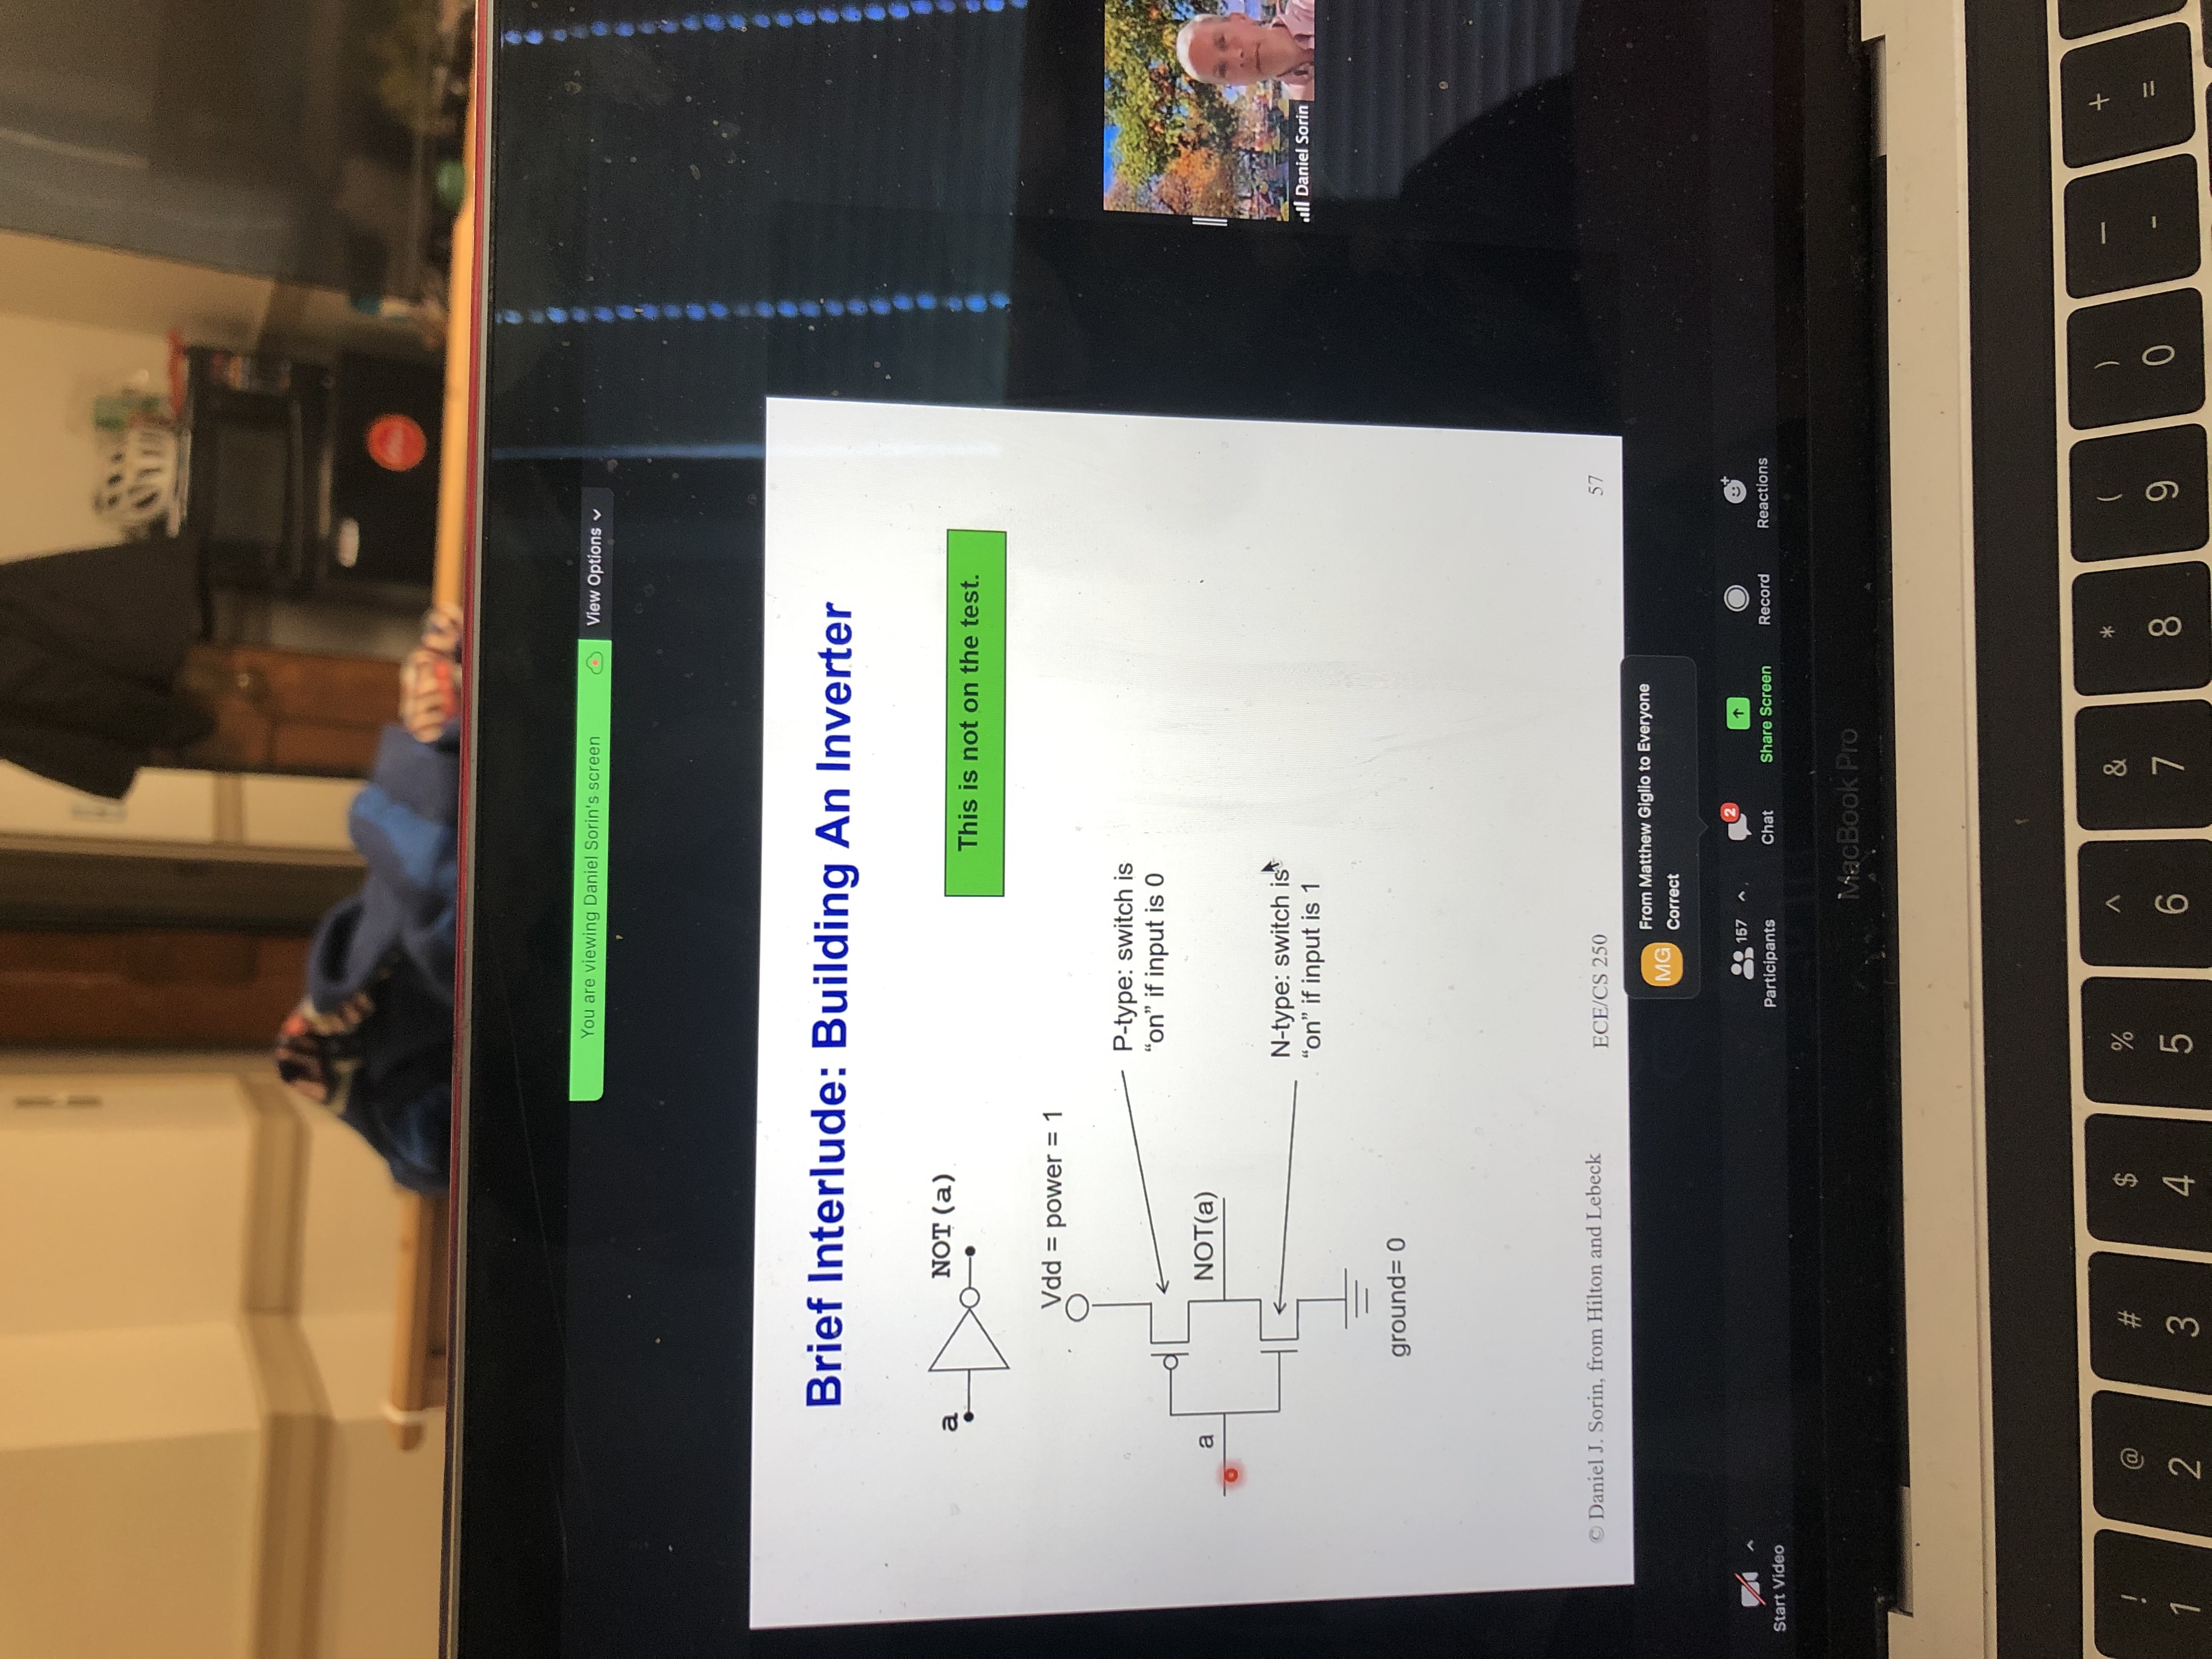 You are viewing Daniel Sorin's screen
View Options
Brief Interlude: Building An Inverter
a
NOT (a)
This is not on the test.
Vdd = power = 1
P-type: switch is
“on” if input is 0
a
NOT(a)
N-type: switch is
“on” if input is 1
ground= 0
Daniel Sorin
© Daniel J. Sorin, from Hilton and Lebeck
ECE/CS 250
57
MG
From Matthew Giglio to Everyone
Correct
Start Video
157
Participants
2
Chat
Share Screen
Record
Reactions
MacBook Pro
! @ # $ % ^ & * ( ) — +
1 2 3 4 5 6 7 8 9 0 - =